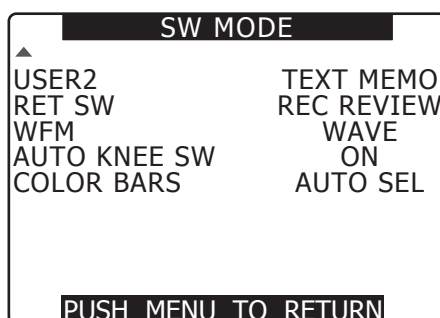 SW MODE
USER2 TEXT MEMO
RET SW REC REVIEW
WFM WAVE
AUTO KNEE SW ON
COLOR BARS AUTO SEL
PUSH MENU TO RETURN